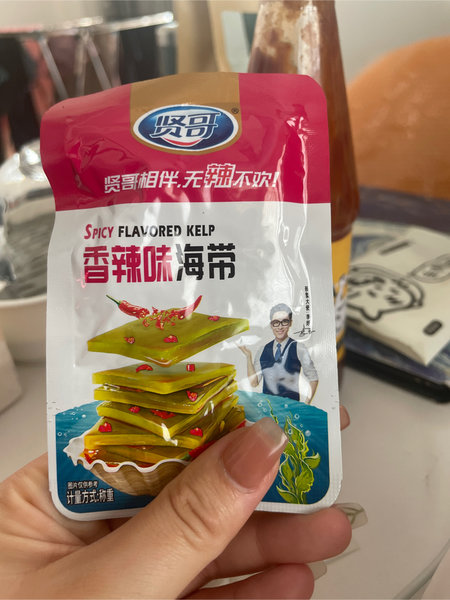 贤哥
®
贤哥相伴,无辣不欢!
SPICY FLAVORED KELP
香辣味海带
图片仅供参考
计量方式:称重